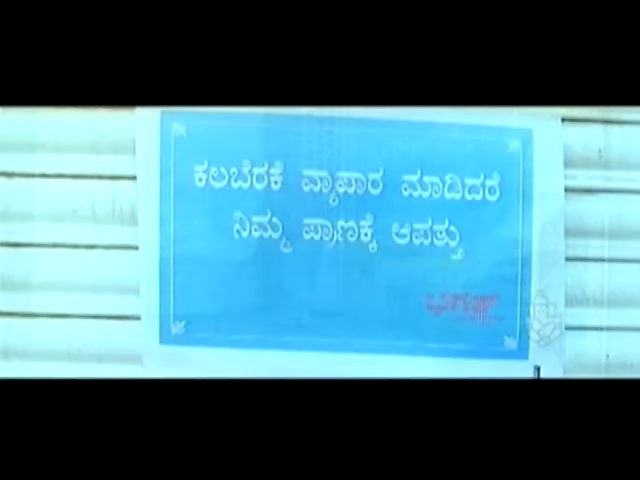 ಕಲಬೆರಕೆ ವ್ಯಾಪಾರ ಮಾಡಿದರೆ
ನಿಮ್ಮ ಪ್ರಾಣಕ್ಕೆ ಆಪತ್ತು